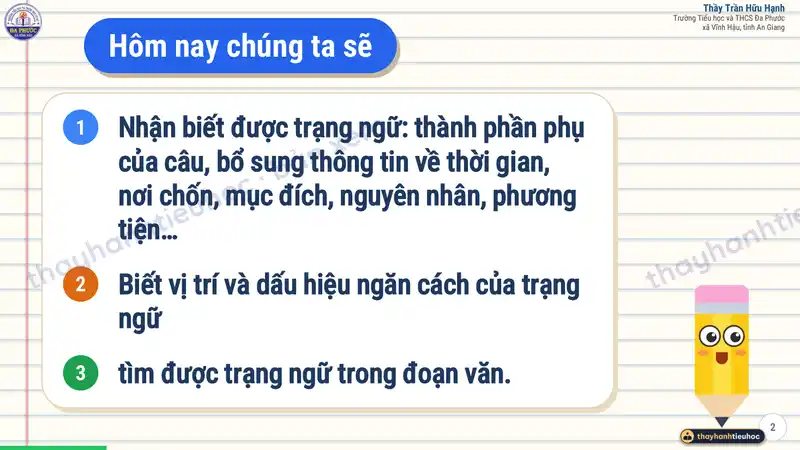 Thầy Trần Hữu Hạnh
Trường Tiểu học và THCS Đa Phước
xã Vĩnh Hậu, tỉnh An Giang
ĐA PHƯỚC
Hôm nay chúng ta sẽ
1
Nhận biết được trạng ngữ: thành phần phụ
của câu, bổ sung thông tin về thời gian,
nơi chốn, mục đích, nguyên nhân, phương
tiện...
2
Biết vị trí và dấu hiệu ngăn cách của trạng
ngữ
3
tìm được trạng ngữ trong đoạn văn.
thayhanhtieuhoc
thayhanhtieuhoc
2